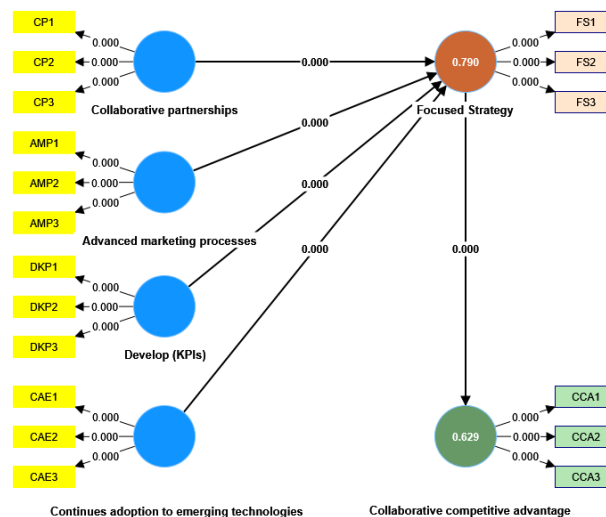 CP1
0.000
CP2
0.000
CP3
0.000
Collaborative partnerships
0.000
0.790
Focused Strategy
FS1
0.000
FS2
0.000
FS3
0.000
AMP1
0.000
AMP2
0.000
AMP3
0.000
Advanced marketing processes
0.000
DKP1
0.000
DKP2
0.000
DKP3
0.000
Develop (KPIs)
0.000
0.000
0.000
CAE1
0.000
CAE2
0.000
CAE3
0.000
Continues adoption to emerging technologies
0.629
CCA1
0.000
CCA2
0.000
CCA3
0.000
Collaborative competitive advantage